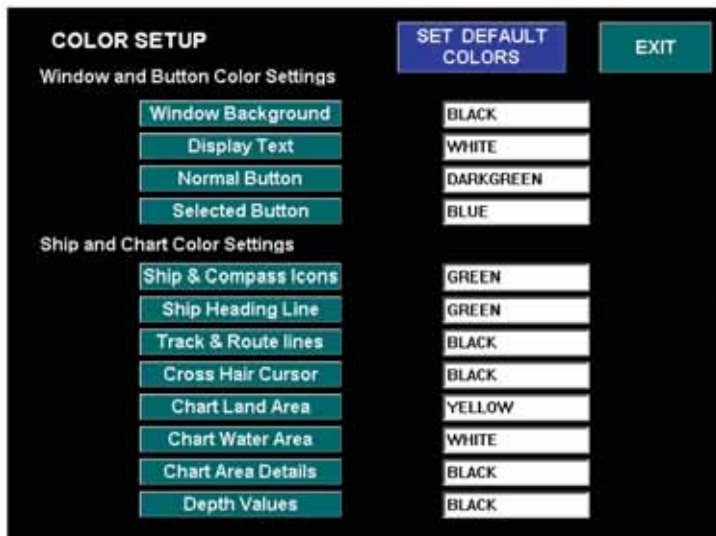 COLOR SETUP
SET DEFAULT
COLORS
EXIT
Window and Button Color Settings
Window Background BLACK
Display Text WHITE
Normal Button DARKGREEN
Selected Button BLUE
Ship and Chart Color Settings
Ship & Compass Icons GREEN
Ship Heading Line GREEN
Track & Route lines BLACK
Cross Hair Cursor BLACK
Chart Land Area YELLOW
Chart Water Area WHITE
Chart Area Details BLACK
Depth Values BLACK